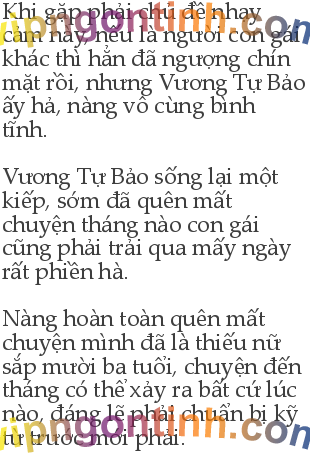 Khi gặp phải chủ đề nhạy
cảm này, nếu là người con gái
khác thì hẳn đã ngượng chín
mặt rồi, nhưng Vương Tự Bảo
ấy hả, nàng vô cùng bình
tĩnh.
Vương Tự Bảo sống lại một
kiếp, sớm đã quên mất
chuyện tháng nào con gái
cũng phải trải qua mấy ngày
rất phiền hà.
Nàng hoàn toàn quên mất
chuyện mình đã là thiếu nữ
sắp mười ba tuổi, chuyện đến
tháng có thể xảy ra bất cứ lúc
nào, đáng lẽ phải chuẩn bị kỹ
từ trước mới phải.
vipngontinh.com
vipngontinh.com